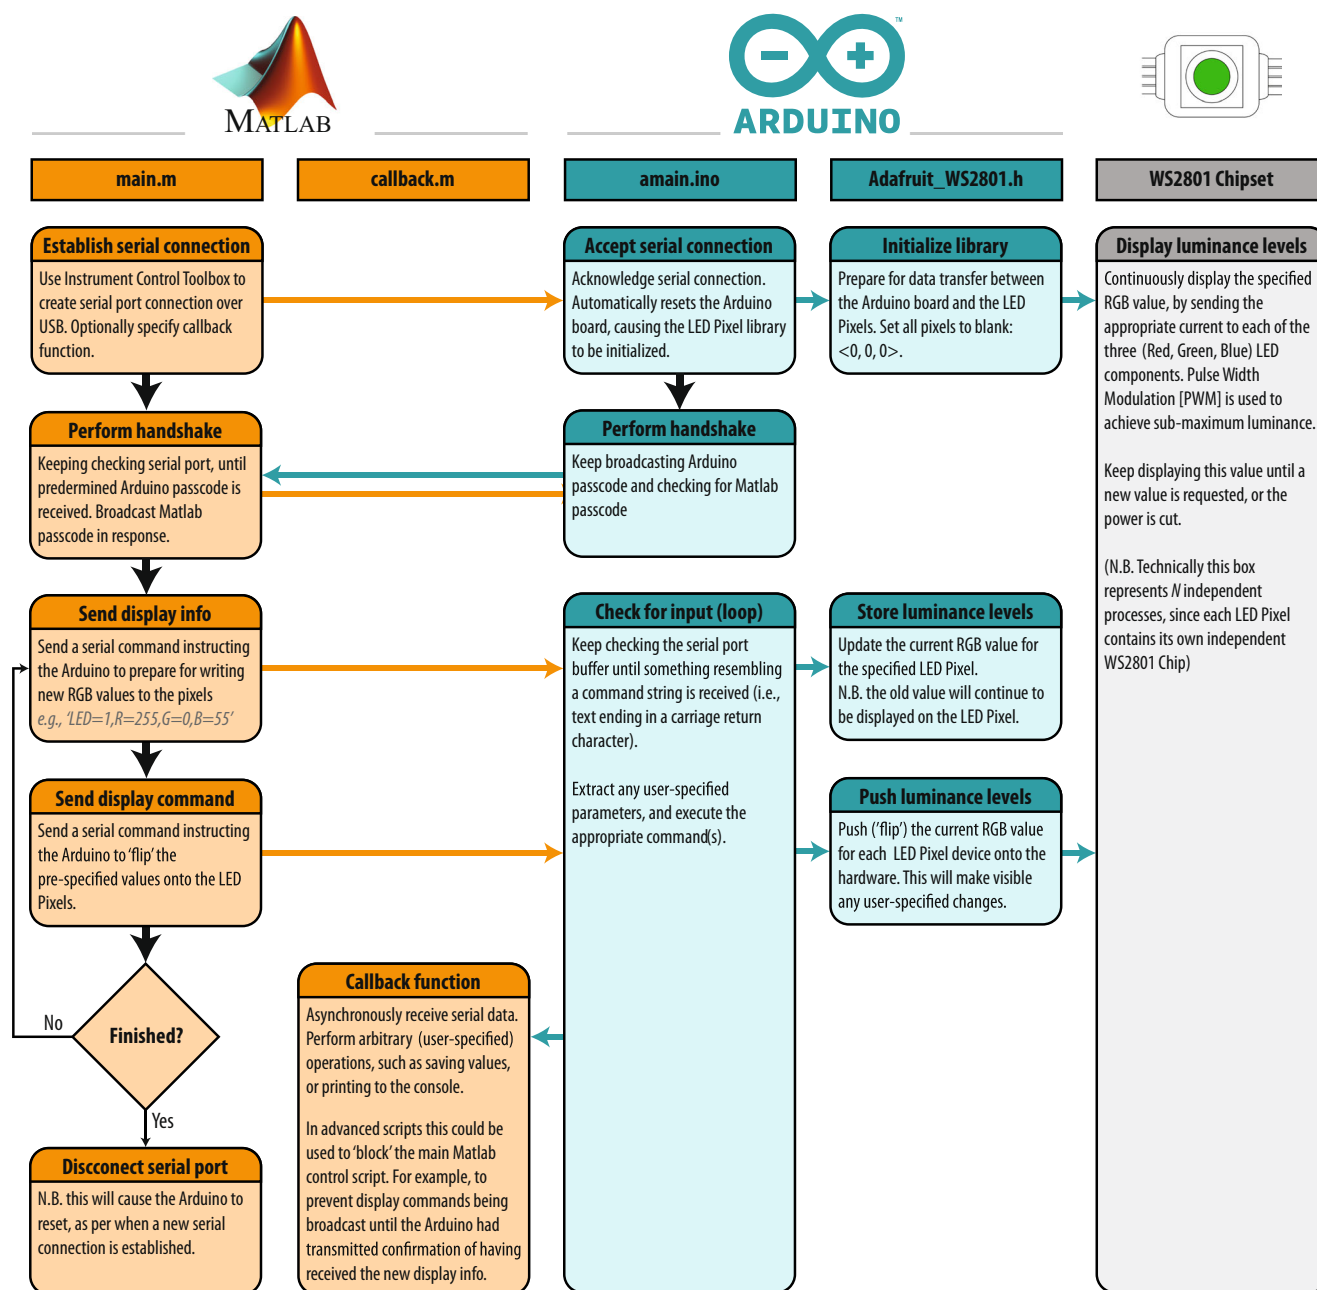 MATLAB
ARDUINO
TM
main.m
callback.m
amain.ino
Adafruit_WS2801.h
WS2801 Chipset
Establish serial connection
Use Instrument Control Toolbox to
create serial port connection over
USB. Optionally specify callback
function.
Accept serial connection
Acknowledge serial connection.
Automatically resets the Arduino
board, causing the LED Pixel library
to be initialized.
Initialize library
Prepare for data transfer between
the Arduino board and the LED
Pixels. Set all pixels to blank:
<0, 0, 0>.
Display luminance levels
Continuously display the specified
RGB value, by sending the
appropriate current to each of the
three (Red, Green, Blue) LED
components. Pulse Width
Modulation [PWM] is used to
achieve sub-maximum luminance.
Keep displaying this value until a
new value is requested, or the
power is cut.
(N.B. Technically this box
represents N independent
processes, since each LED Pixel
contains its own independent
WS2801 Chip)
Perform handshake
Keeping checking serial port, until
predermined Arduino passcode is
received. Broadcast Matlab
passcode in response.
Perform handshake
Keep broadcasting Arduino
passcode and checking for Matlab
passcode
Send display info
Send a serial command instructing
the Arduino to prepare for writing
new RGB values to the pixels
e.g., 'LED=1,R=255,G=0,B=55'
Check for input (loop)
Keep checking the serial port
buffer until something resembling
a command string is received (i.e.,
text ending in a carriage return
character).
Extract any user-specified
parameters, and execute the
appropriate command(s).
Store luminance levels
Update the current RGB value for
the specified LED Pixel.
N.B. the old value will continue to
be displayed on the LED Pixel.
Send display command
Send a serial command instructing
the Arduino to 'flip' the
pre-specified values onto the LED
Pixels.
Push luminance levels
Push ('flip') the current RGB value
for each LED Pixel device onto the
hardware. This will make visible
any user-specified changes.
Finished?
No
Yes
Callback function
Asynchronously receive serial data.
Perform arbitrary (user-specified)
operations, such as saving values,
or printing to the console.
In advanced scripts this could be
used to 'block' the main Matlab
control script. For example, to
prevent display commands being
broadcast until the Arduino had
transmitted confirmation of having
received the new display info.
Disconect serial port
N.B. this will cause the Arduino to
reset, as per when a new serial
connection is established.